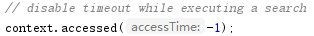 // disable timeout while executing a search
context.accessed( accessTime: -1);